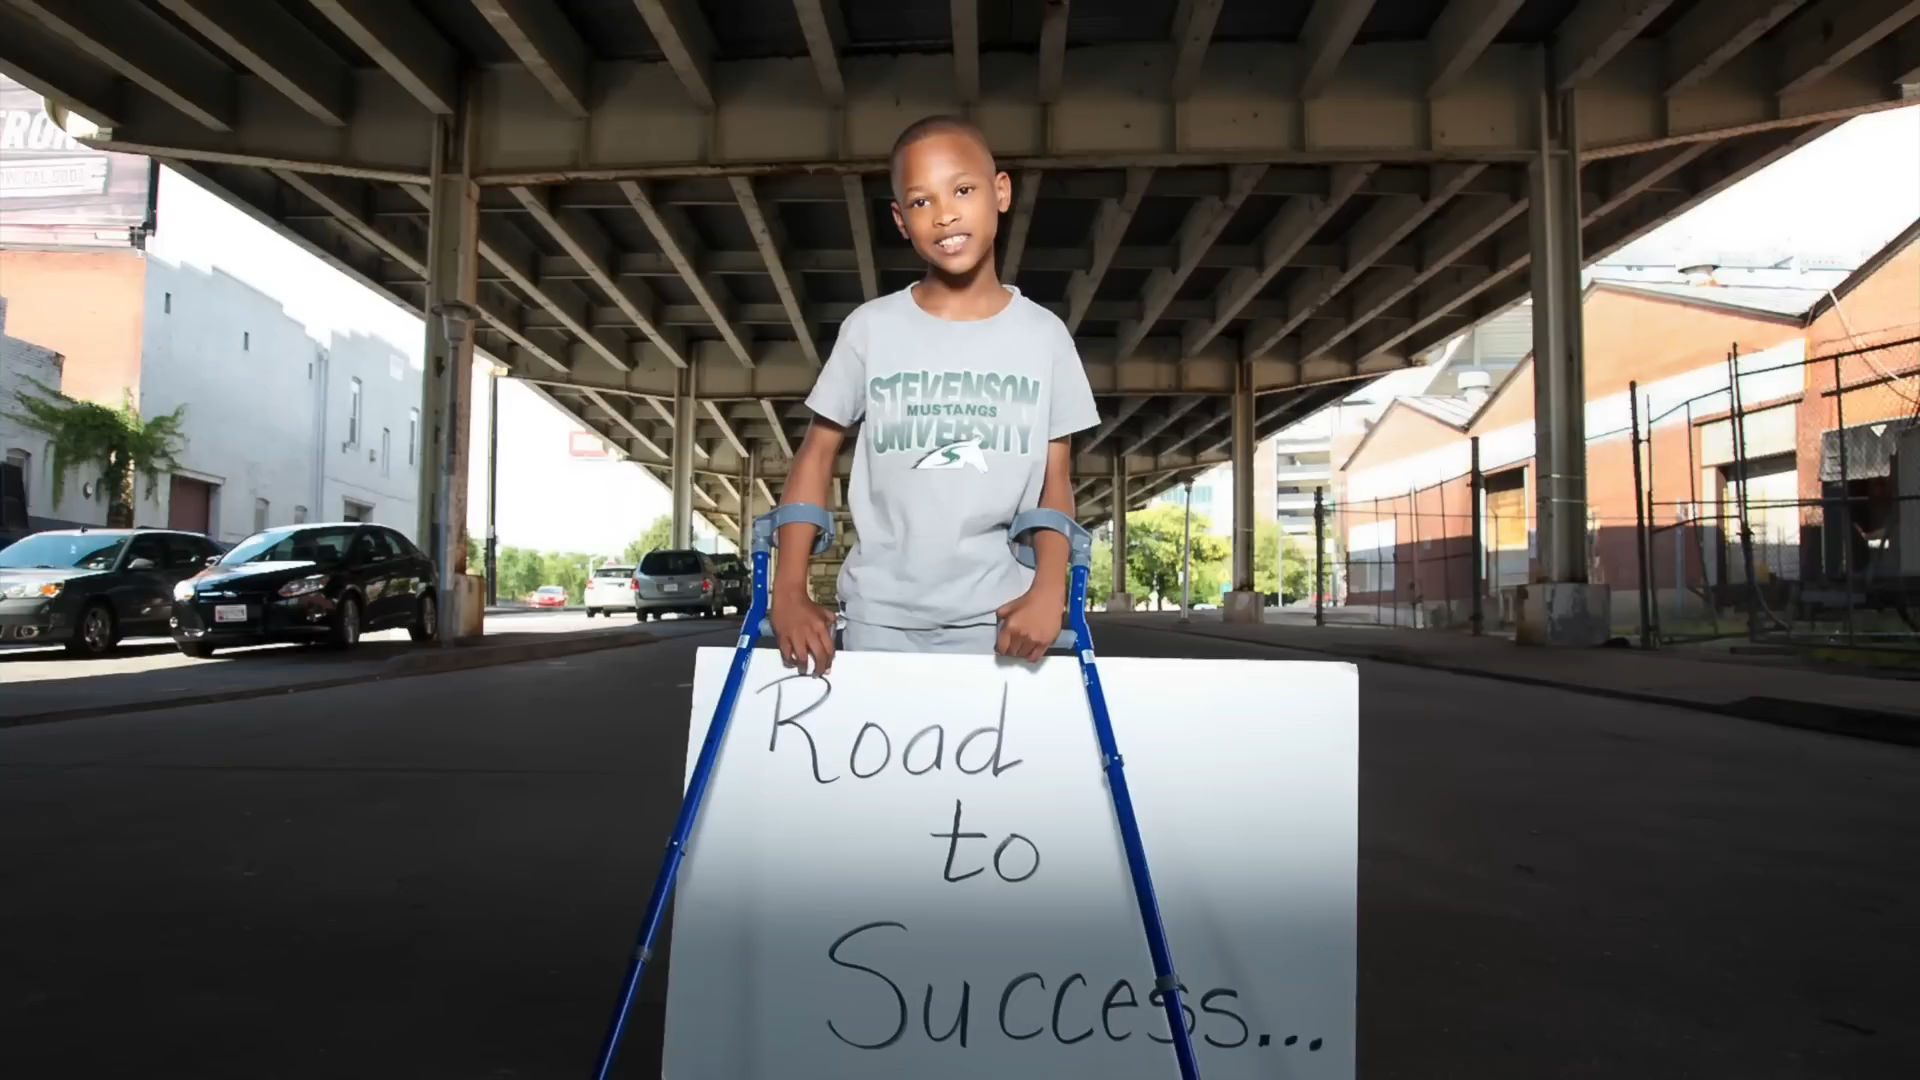 STEVENSON
MUSTANGS
UNIVERSITY
S
Road
to
Success...